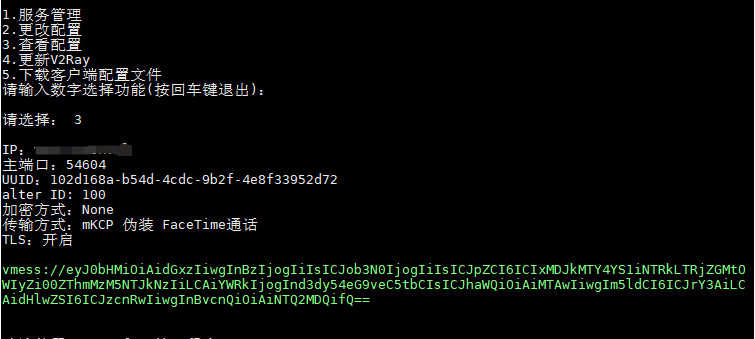 1.服务管理
2.更改配置
3.查看配置
4.更新V2Ray
5.下载客户端配置文件
请输入数字选择功能(按回车键退出):
请选择: 3
IP:
主端口:54604
UUID:102d168a-b54d-4cdc-9b2f-4e8f33952d72
alter ID: 100
加密方式:None
传输方式:mKCP 伪装 FaceTime通话
TLS:开启
vmess://eyJ0bHMiOiAidGxzIiwgInBzIjogIiIsICJob3N0IjogIiIsICJpZCI6ICIxMDJkMTY4YS1iNTRkLTRjZGMtO
WIyZi00ZThmMzM5NTJkNzIiLCAiYWRkIjogInd3dy54eG9veC5tbCIsICJhaWQiOiAiMTAwIiwgIm5ldCI6ICJrY3AiLC
AidHlwZSI6ICJzcnRwIiwgInBvcnQiOiAiNTQ2MDQifQ==